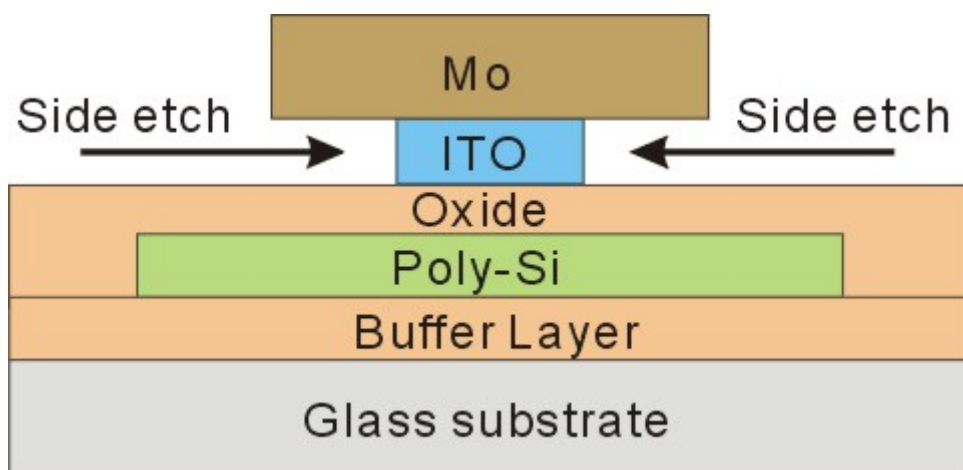 Mo
Side etch
Side etch
ITO
Oxide
Poly-Si
Buffer Layer
Glass substrate